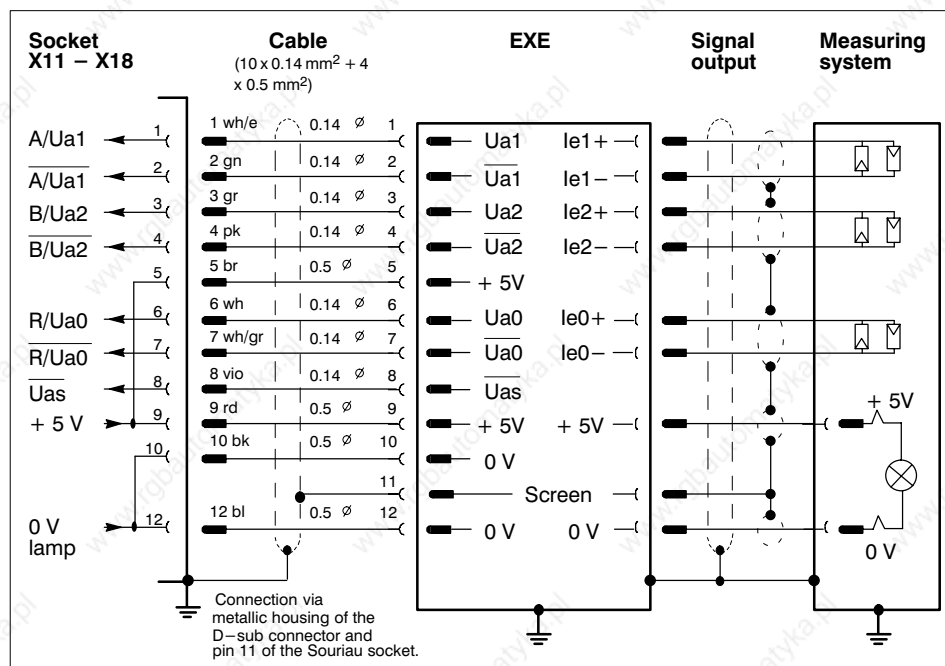 Socket
X11 – X18
Cable
(10 x 0.14 mm² + 4
x 0.5 mm²)
EXE
Signal
output
Measuring
system
A/Ua1 1 1 wh/e 0.14 ø 1 Ua1 Ie1+
A/Ua1 2 2 gn 0.14 ø 2 Ua1 Ie1–
B/Ua2 3 3 gr 0.14 ø 3 Ua2 Ie2+
B/Ua2 4 4 pk 0.14 ø 4 Ua2 Ie2–
5 5 br 0.5 ø 5 + 5V
R/Ua0 6 6 wh 0.14 ø 6 Ua0 Ie0+
R/Ua0 7 7 wh/gr 0.14 ø 7 Ua0 Ie0–
Uas 8 8 vio 0.14 ø 8 Uas
+ 5 V 9 9 rd 0.5 ø 9 + 5V + 5V
+ 5V
10 10 bk 0.5 ø 10 0 V
11 Screen
0 V
lamp
12 12 bl 0.5 ø 12 0 V 0 V
0 V
Connection via
metallic housing of the
D–sub connector and
pin 11 of the Souriau socket.
www.rgbautomatyka.pl